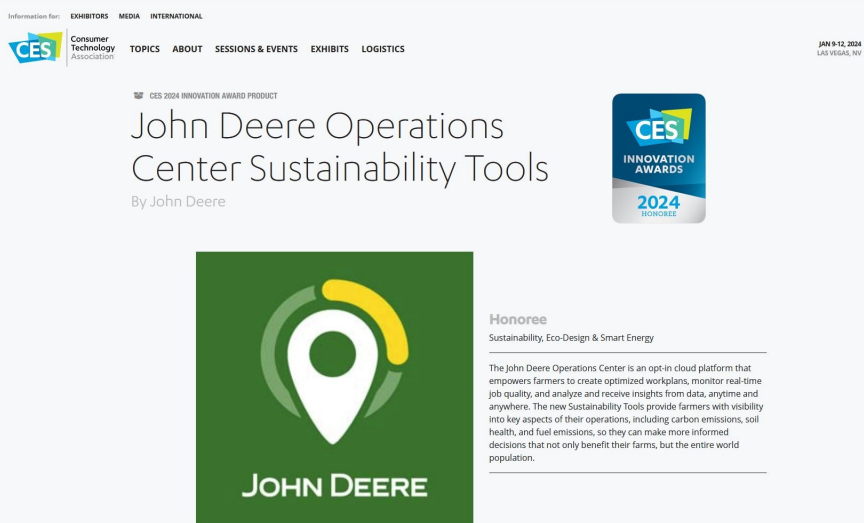 Information for: EXHIBITORS MEDIA INTERNATIONAL
CES
Consumer
Technology
Association
TOPICS ABOUT SESSIONS & EVENTS EXHIBITS LOGISTICS
JAN 9-12, 2024
LAS VEGAS, NV
CES 2024 INNOVATION AWARD PRODUCT
John Deere Operations
Center Sustainability Tools
By John Deere
CES
INNOVATION
AWARDS
2024
HONOREE
JOHN DEERE
Honoree
Sustainability, Eco-Design & Smart Energy
The John Deere Operations Center is an opt-in cloud platform that
empowers farmers to create optimized workplans, monitor real-time
job quality, and analyze and receive insights from data, anytime and
anywhere. The new Sustainability Tools provide farmers with visibility
into key aspects of their operations, including carbon emissions, soil
health, and fuel emissions, so they can make more informed
decisions that not only benefit their farms, but the entire world
population.